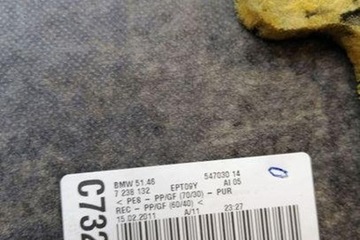 BMW 51.46 547030 14
7 238 132 EPT09Y AI 05
< PE8 - PP/GF (70/30) - PUR
REC - PP/GF (60/40) <
15.02.2011 A/11 23:27
C732